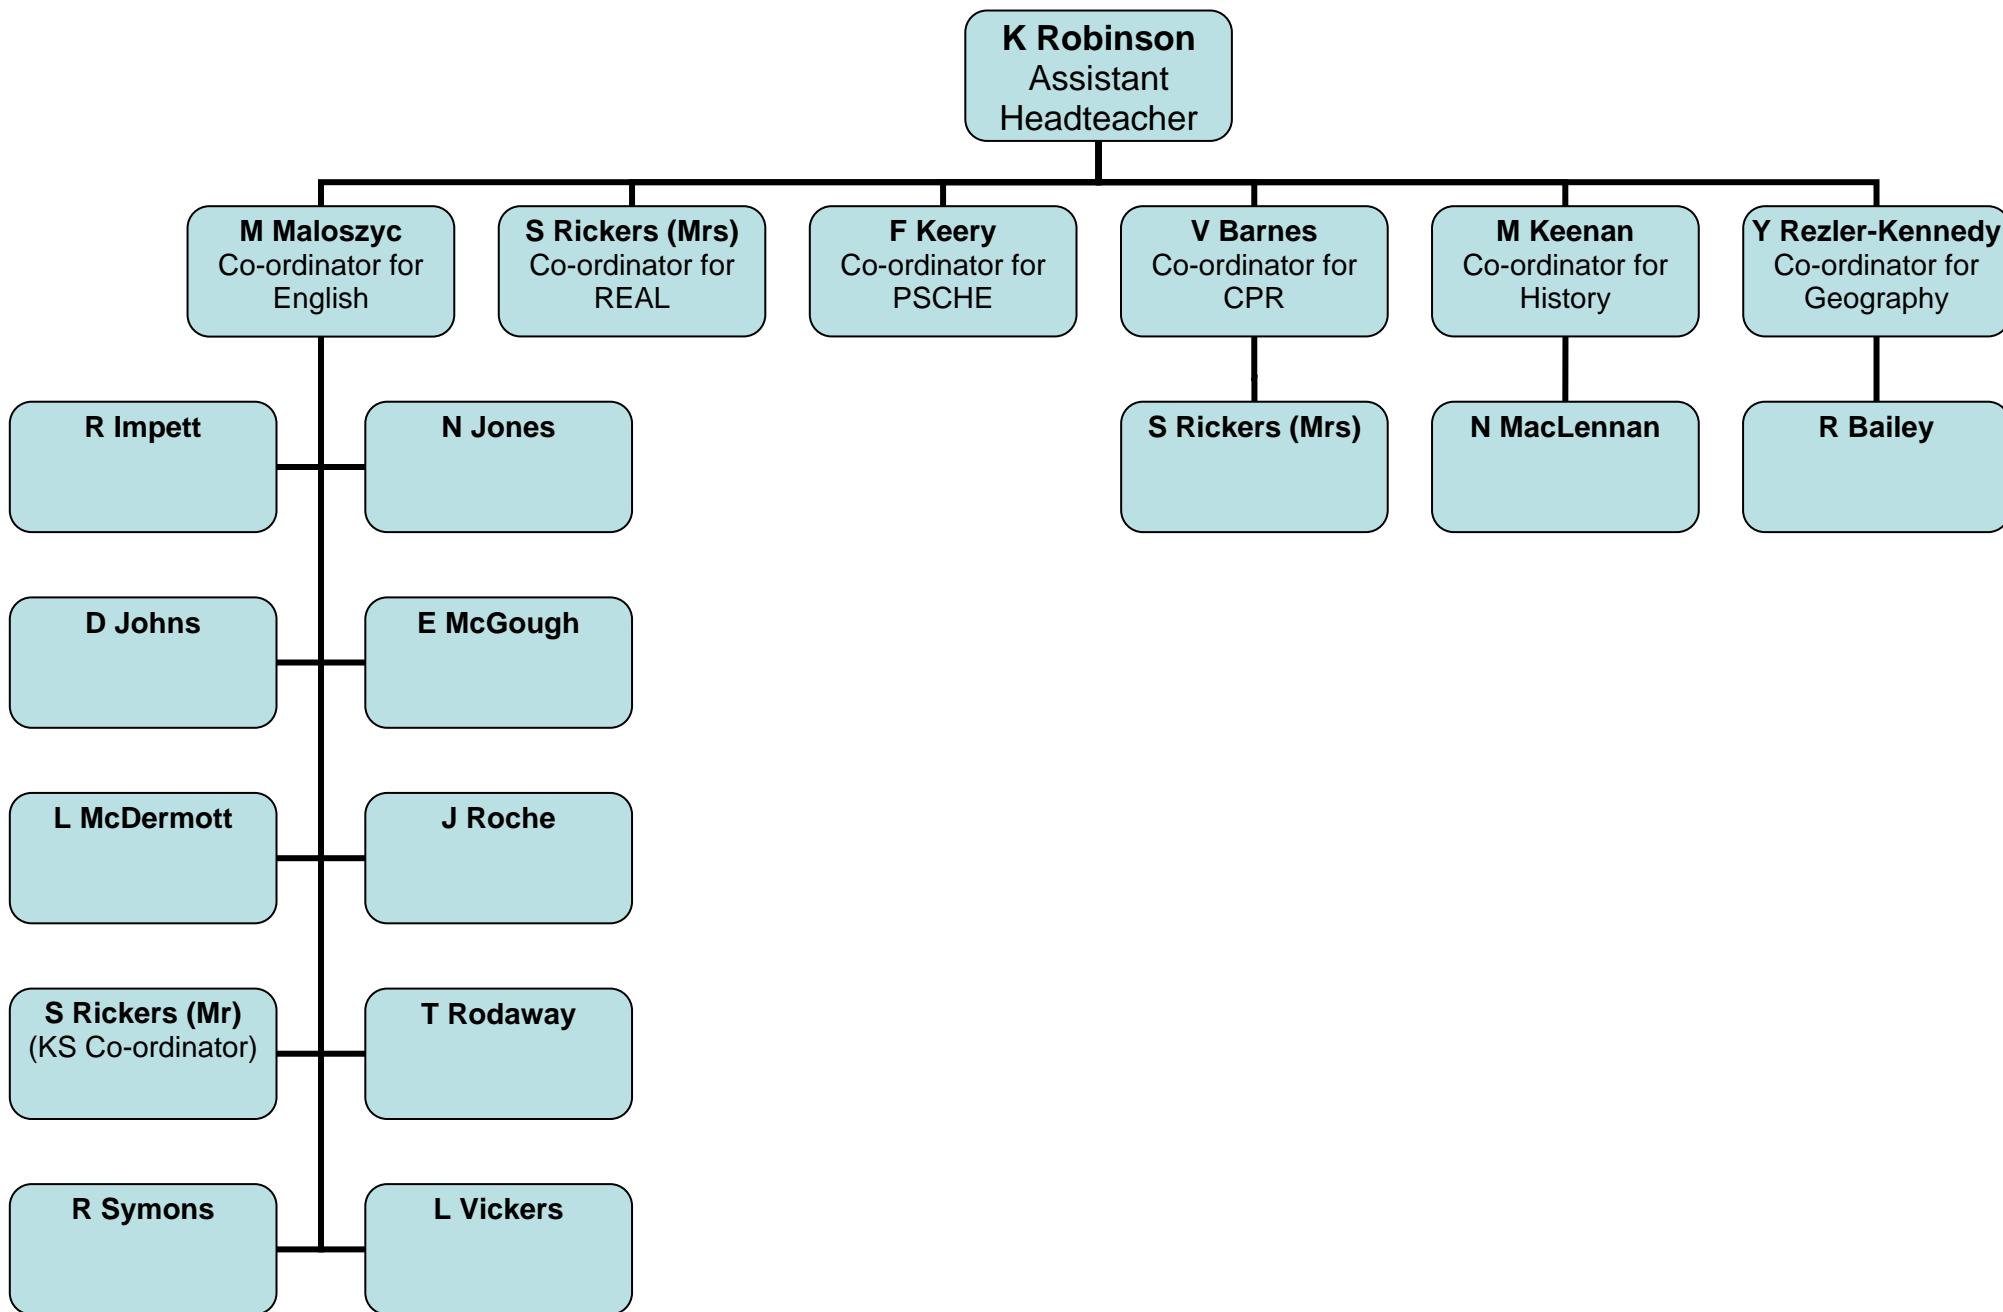 K Robinson
Assistant
Headteacher
M Maloszyc
Co-ordinator for
English
S Rickers (Mrs)
Co-ordinator for
REAL
F Keery
Co-ordinator for
PSCHE
V Barnes
Co-ordinator for
CPR
M Keenan
Co-ordinator for
History
Y Rezler-Kennedy
Co-ordinator for
Geography
R Impett
N Jones
S Rickers (Mrs)
N MacLennan
R Bailey
D Johns
E McGough
L McDermott
J Roche
S Rickers (Mr)
(KS Co-ordinator)
T Rodaway
R Symons
L Vickers